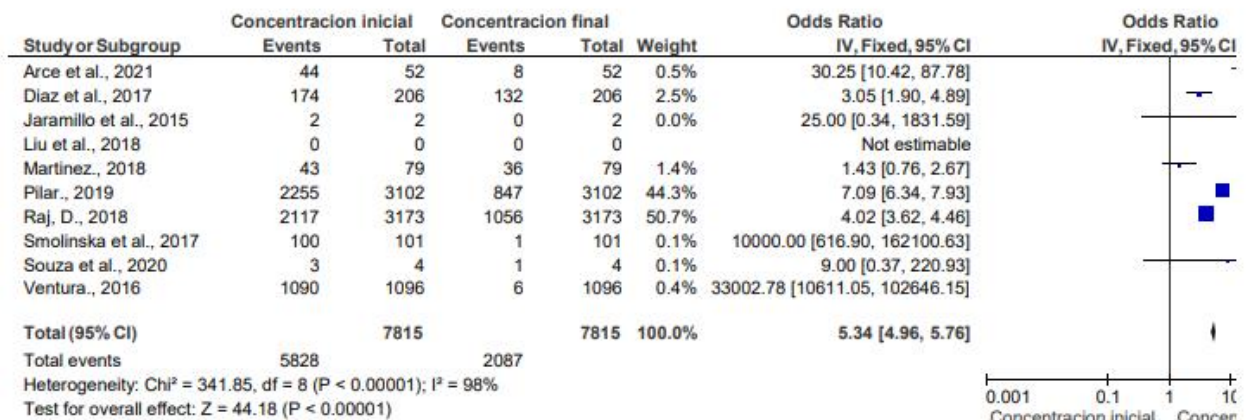 Concentracion inicial Concentracion final Odds Ratio Odds Ratio
Study or Subgroup Events Total Events Total Weight IV, Fixed, 95% CI IV, Fixed, 95% CI
Arce et al., 2021 44 52 8 52 0.5% 30.25 [10.42, 87.78]
Diaz et al., 2017 174 206 132 206 2.5% 3.05 [1.90, 4.89]
Jaramillo et al., 2015 2 2 0 2 0.0% 25.00 [0.34, 1831.59]
Liu et al., 2018 0 0 0 0 Not estimable
Martinez., 2018 43 79 36 79 1.4% 1.43 [0.76, 2.67]
Pilar., 2019 2255 3102 847 3102 44.3% 7.09 [6.34, 7.93]
Raj, D., 2018 2117 3173 1056 3173 50.7% 4.02 [3.62, 4.46]
Smolinska et al., 2017 100 101 1 101 0.1% 10000.00 [616.90, 162100.63]
Souza et al., 2020 3 4 1 4 0.1% 9.00 [0.37, 220.93]
Ventura., 2016 1090 1096 6 1096 0.4% 33002.78 [10611.05, 102646.15]
Total (95% CI) 7815 7815 100.0% 5.34 [4.96, 5.76]
Total events 5828 2087
Heterogeneity: Chi² = 341.85, df = 8 (P < 0.00001); I² = 98%
Test for overall effect: Z = 44.18 (P < 0.00001)
0.001 0.1 1
Concentracion inicial